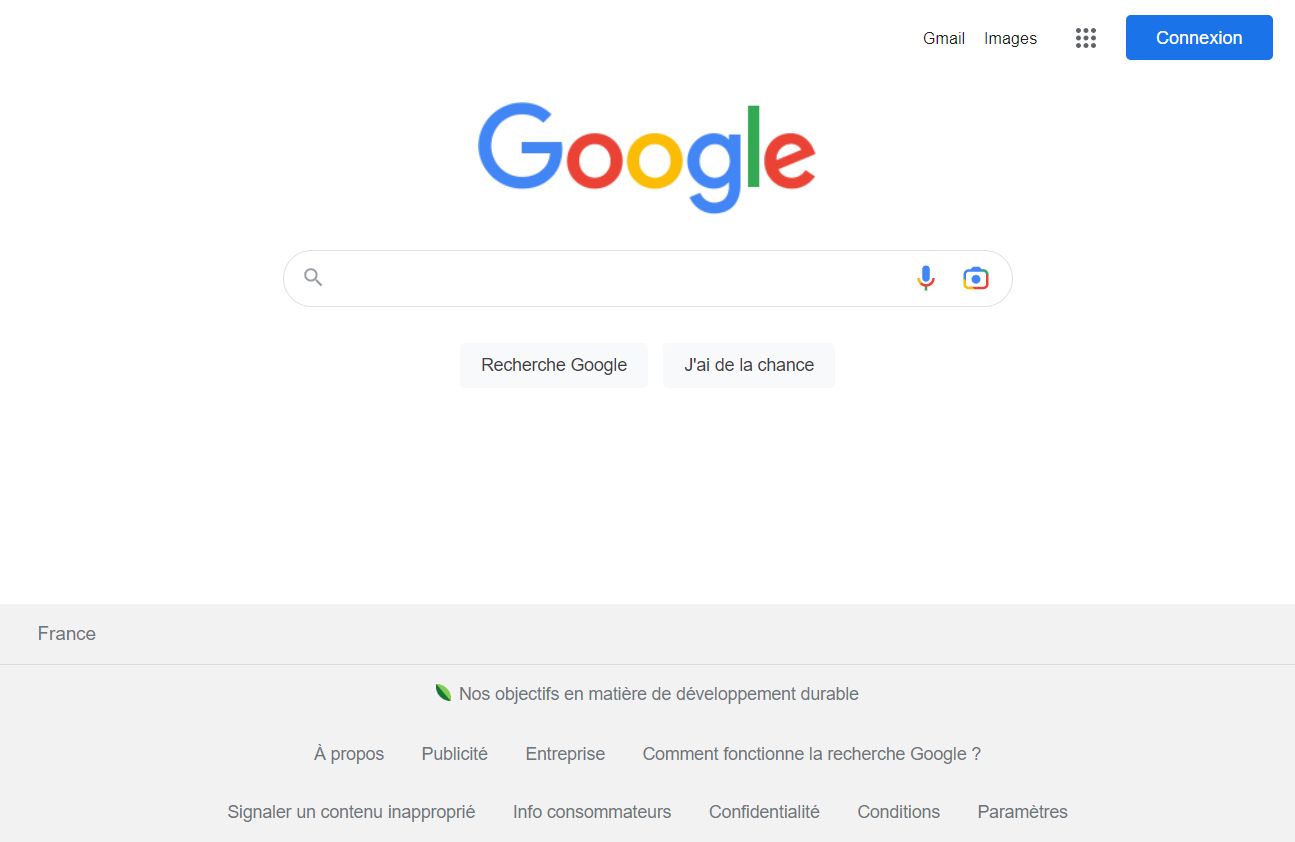 Gmail Images Connexion
Google
Recherche Google J'ai de la chance
France
Nos objectifs en matière de développement durable
À propos Publicité Entreprise Comment fonctionne la recherche Google ?
Signaler un contenu inapproprié Info consommateurs Confidentialité Conditions Paramètres